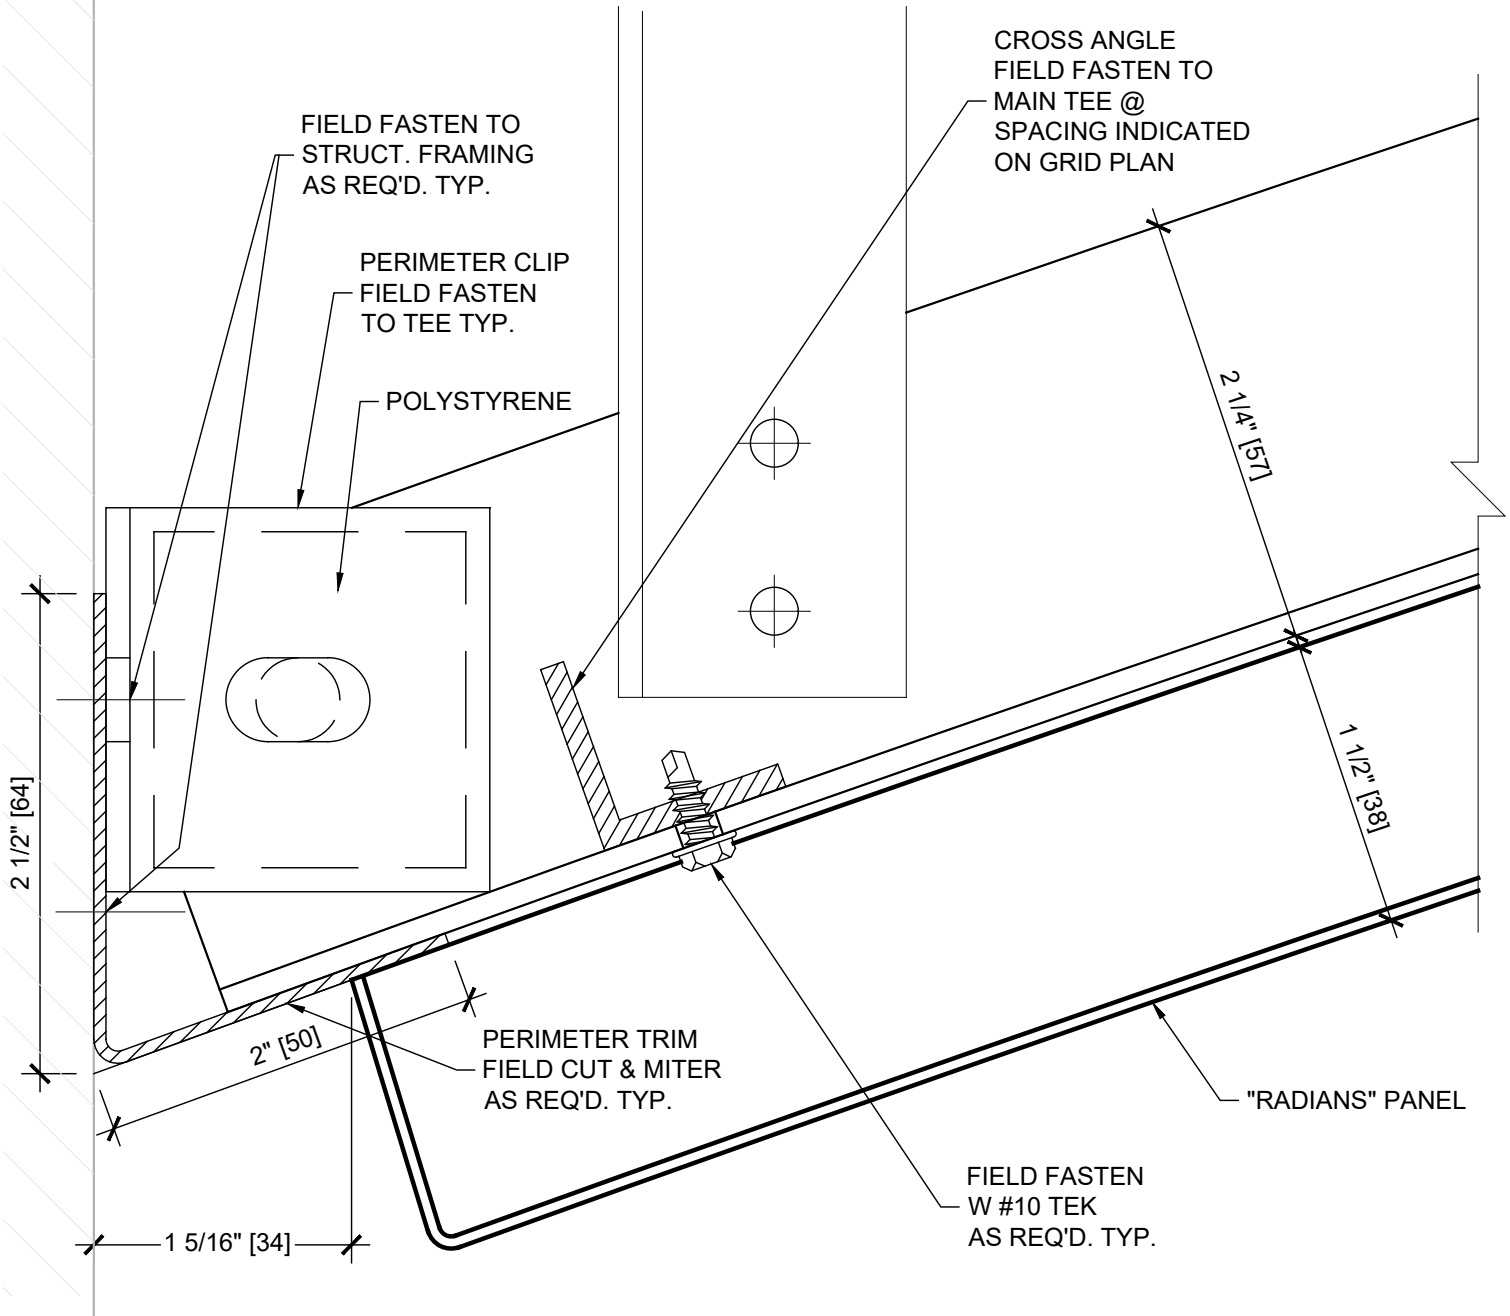 CROSS ANGLE
FIELD FASTEN TO
MAIN TEE @
SPACING INDICATED
ON GRID PLAN
FIELD FASTEN TO
STRUCT. FRAMING
AS REQ'D. TYP.
PERIMETER CLIP
FIELD FASTEN
TO TEE TYP.
POLYSTYRENE
2 1/4" [57]
1 1/2" [38]
2 1/2" [64]
2" [50]
PERIMETER TRIM
FIELD CUT & MITER
AS REQ'D. TYP.
"RADIANS" PANEL
FIELD FASTEN
W #10 TEK
AS REQ'D. TYP.
1 5/16" [34]